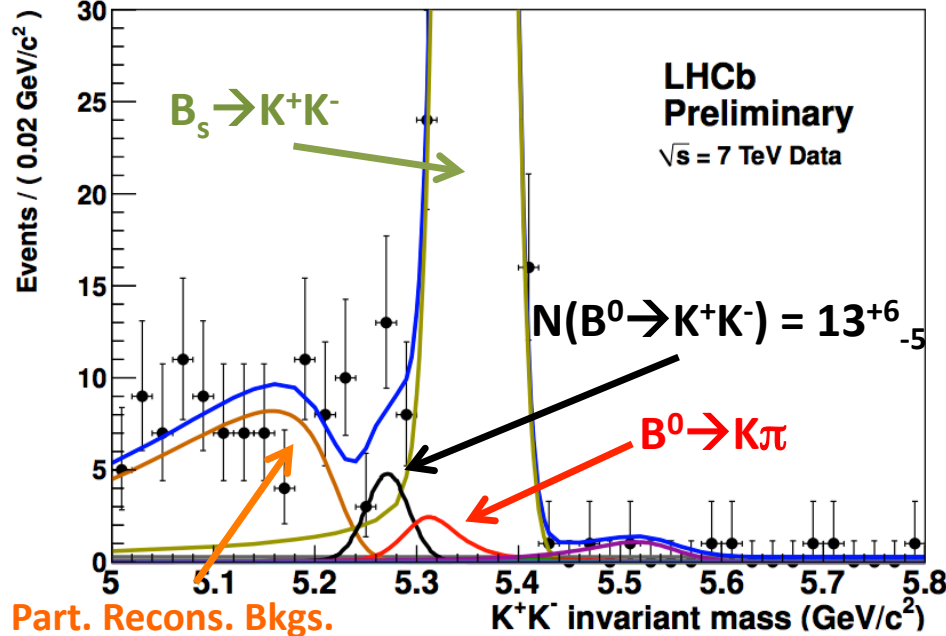 30
25
20
15
10
5
0
Events / ( 0.02 GeV/c²)
Bₛ→K⁺K⁻
LHCb
Preliminary
√s = 7 TeV Data
N(B⁰→K⁺K⁻) = 13⁺⁶₋₅
B⁰→Kπ
5 5.1 5.2 5.3 5.4 5.5 5.6 5.7 5.8
Part. Recons. Bkgs.
K⁺K⁻ invariant mass (GeV/c²)